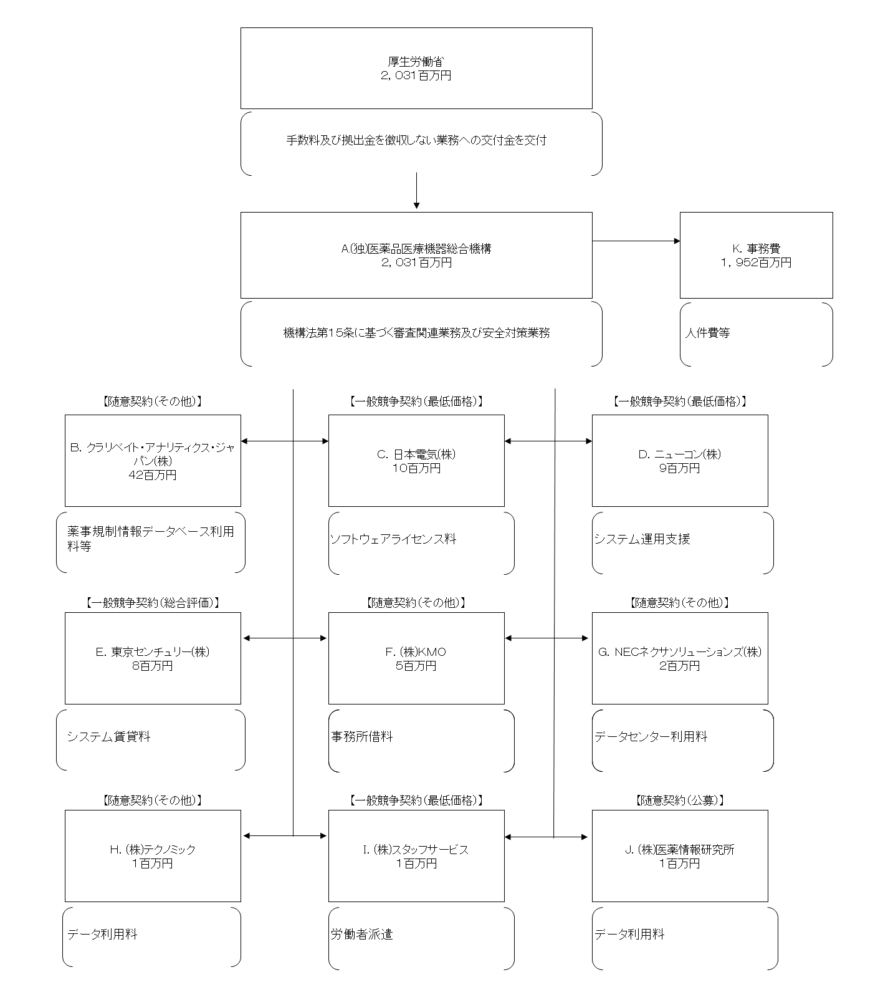 厚生労働省
２，０３１百万円
手数料及び拠出金を徴収しない業務への交付金を交付
A.(独)医薬品医療機器総合機構
２，０３１百万円
K．事務費
１，９５２百万円
機構法第１５条に基づく審査関連業務及び安全対策業務
人件費等
【随意契約（その他）】
【一般競争契約（最低価格）】
【一般競争契約（最低価格）】
B．クラリベイト・アナリティクス・ジャ
パン(株)
４２百万円
C．日本電気(株)
１０百万円
D．ニューコン(株)
９百万円
薬事規制情報データベース利用
料等
ソフトウェアライセンス料
システム運用支援
【一般競争契約（総合評価）】
【随意契約（その他）】
【随意契約（その他）】
E．東京センチュリー(株)
８百万円
F．(株)KMO
５百万円
G．NECネクサソリューションズ(株)
２百万円
システム賃貸料
事務所借料
データセンター利用料
【随意契約（その他）】
【一般競争契約（最低価格）】
【随意契約（公募）】
H．(株)テクノミック
１百万円
I．(株)スタッフサービス
１百万円
J．(株)医薬情報研究所
１百万円
データ利用料
労働者派遣
データ利用料